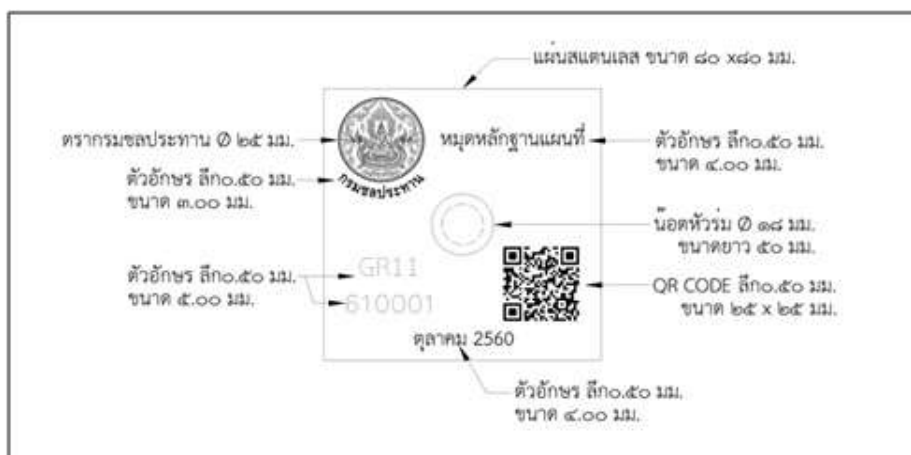 แผ่นสแตนเลส ขนาด ๘๐ x๘๐ มม.
ตรากรมชลประทาน Ø ๒๕ มม.
หมุดหลักฐานแผนที่
ตัวอักษร ลึก๐.๕๐ มม.
ขนาด ๔.๐๐ มม.
ตัวอักษร ลึก๐.๕๐ มม.
ขนาด ๓.๐๐ มม.
กรมชลประทาน
น๊อตหัวร่ม Ø ๑๘ มม.
ขนาดยาว ๕๐ มม.
ตัวอักษร ลึก๐.๕๐ มม.
ขนาด ๕.๐๐ มม.
GR11
610001
QR CODE ลึก๐.๕๐ มม.
ขนาด ๒๕ x ๒๕ มม.
ตุลาคม 2560
ตัวอักษร ลึก๐.๕๐ มม.
ขนาด ๔.๐๐ มม.